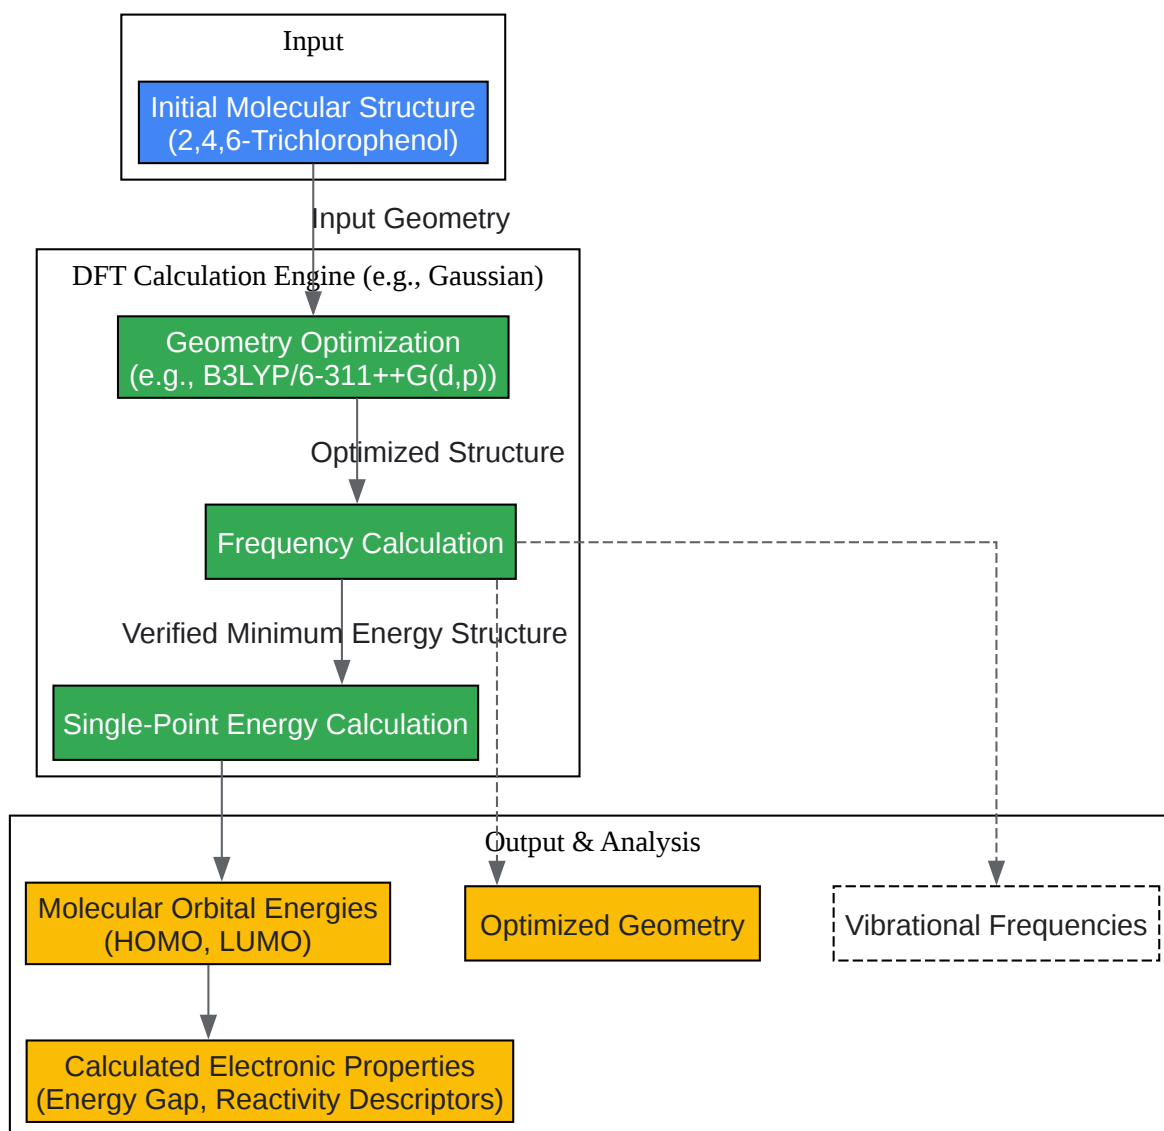 Input
Initial Molecular Structure
(2,4,6-Trichlorophenol)
Input Geometry
DFT Calculation Engine (e.g., Gaussian)
Geometry Optimization
(e.g., B3LYP/6-311++G(d,p))
Optimized Structure
Frequency Calculation
Verified Minimum Energy Structure
Single-Point Energy Calculation
Output & Analysis
Molecular Orbital Energies
(HOMO, LUMO)
Optimized Geometry
Vibrational Frequencies
Calculated Electronic Properties
(Energy Gap, Reactivity Descriptors)